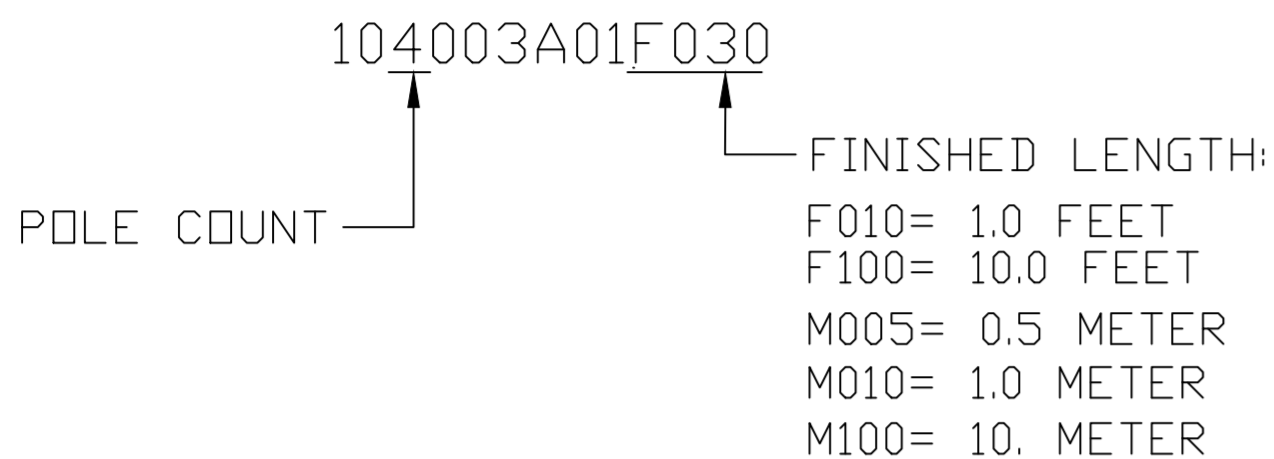 104003A01F030
FINISHED LENGTH:
POLE COUNT
F010= 1.0 FEET
F100= 10.0 FEET
M005= 0.5 METER
M010= 1.0 METER
M100= 10. METER